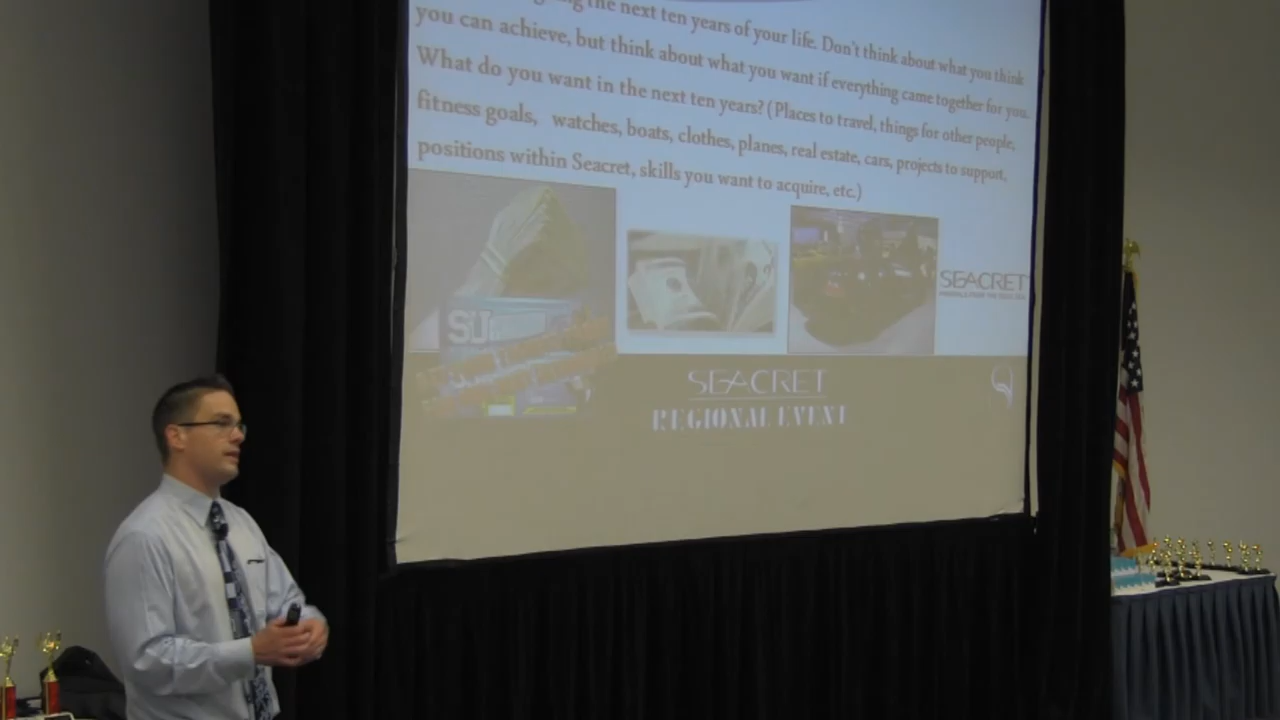 the next ten years of your life. Don't think about what you think
you can achieve, but think about what you want if everything came together for you.
What do you want in the next ten years? (Places to travel, things for other people,
fitness goals, watches, boats, clothes, planes, real estate, cars, projects to support,
positions within Seacret, skills you want to acquire, etc.)
SEACRET
SEACRET
REGIONAL EVENT